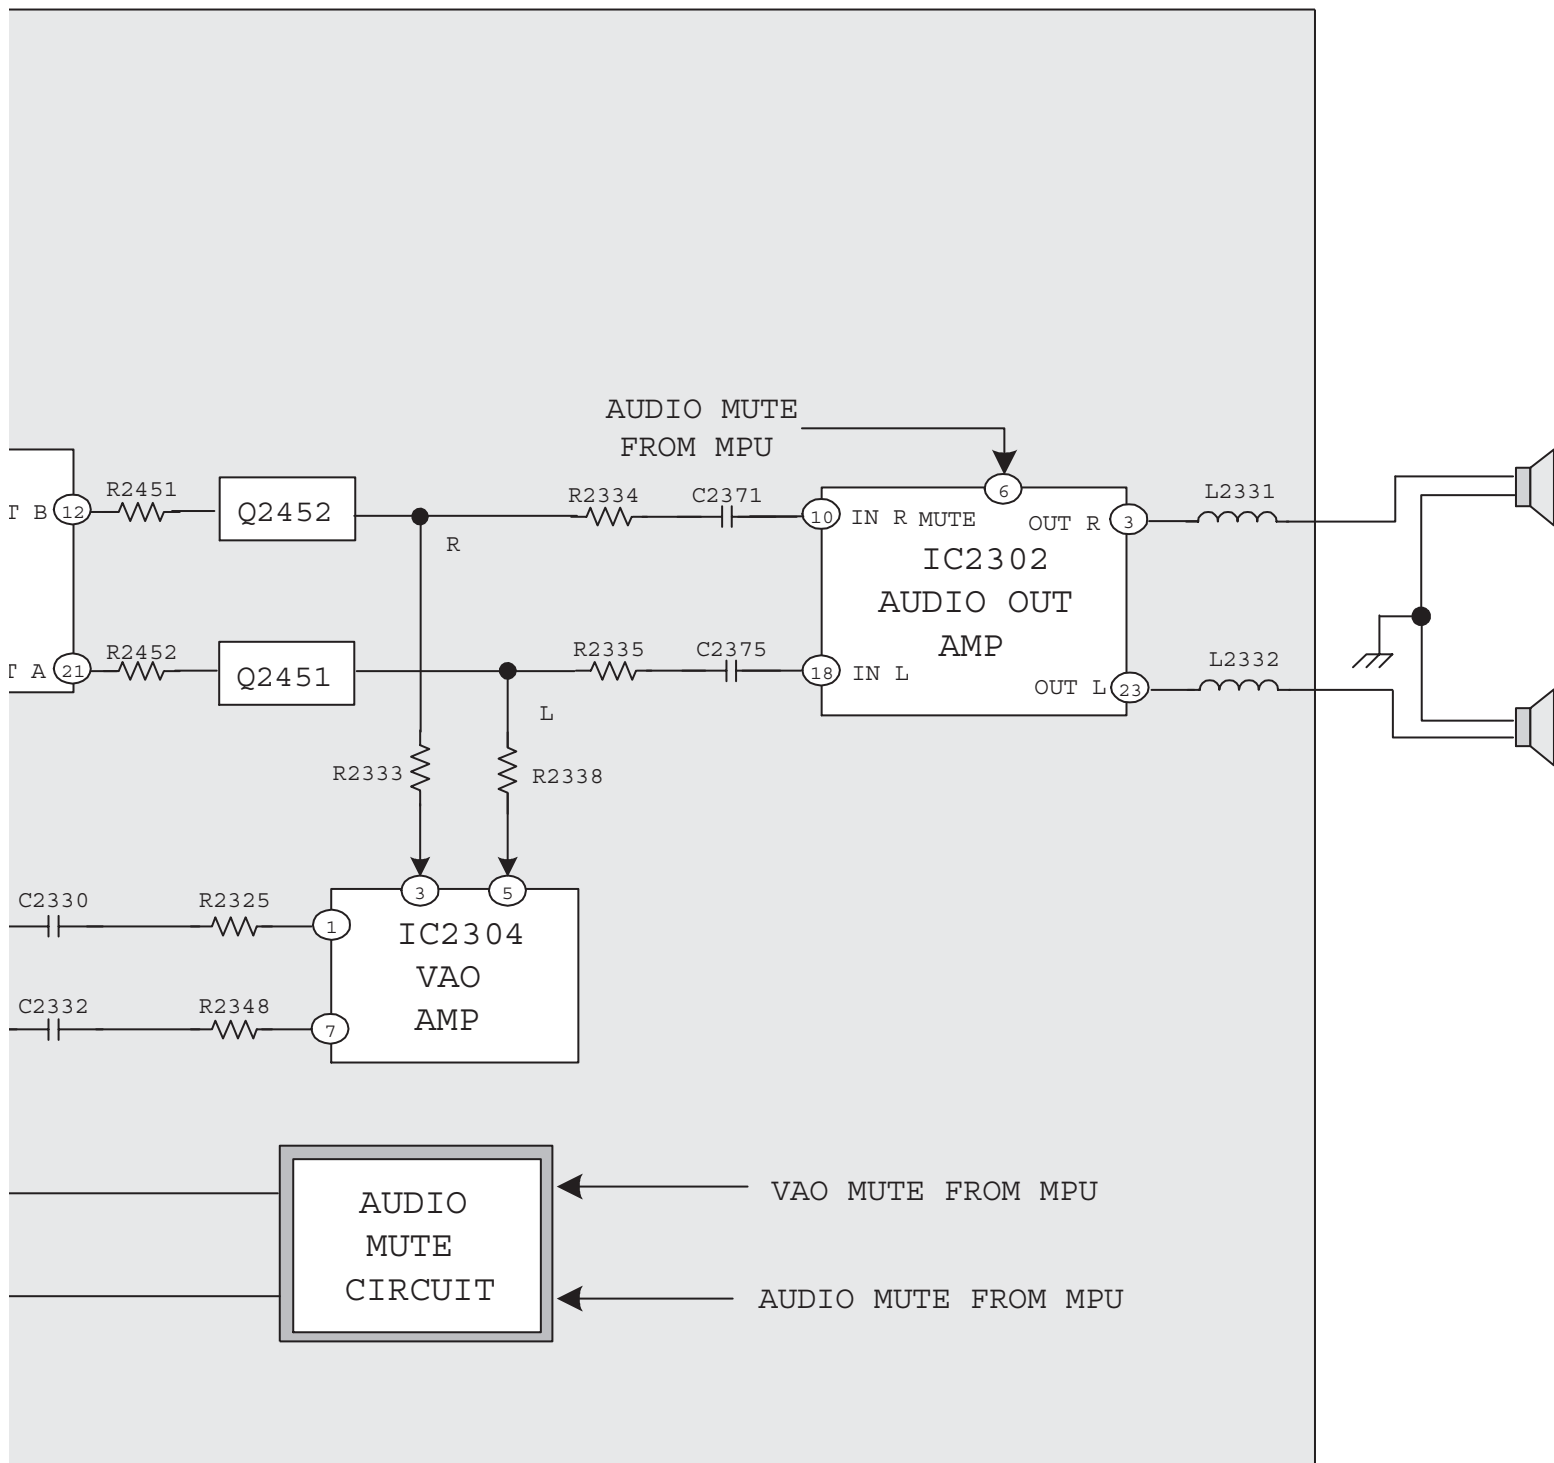 AUDIO MUTE
FROM MPU
T B
12
R2451
Q2452
R
R2334
C2371
10
IN R
MUTE
6
OUT R
3
L2331
IC2302
AUDIO OUT
AMP
T A
21
R2452
Q2451
L
R2335
C2375
18
IN L
OUT L
23
L2332
R2333
R2338
C2330
R2325
1
3
5
IC2304
VAO
AMP
C2332
R2348
7
AUDIO
MUTE
CIRCUIT
VAO MUTE FROM MPU
AUDIO MUTE FROM MPU